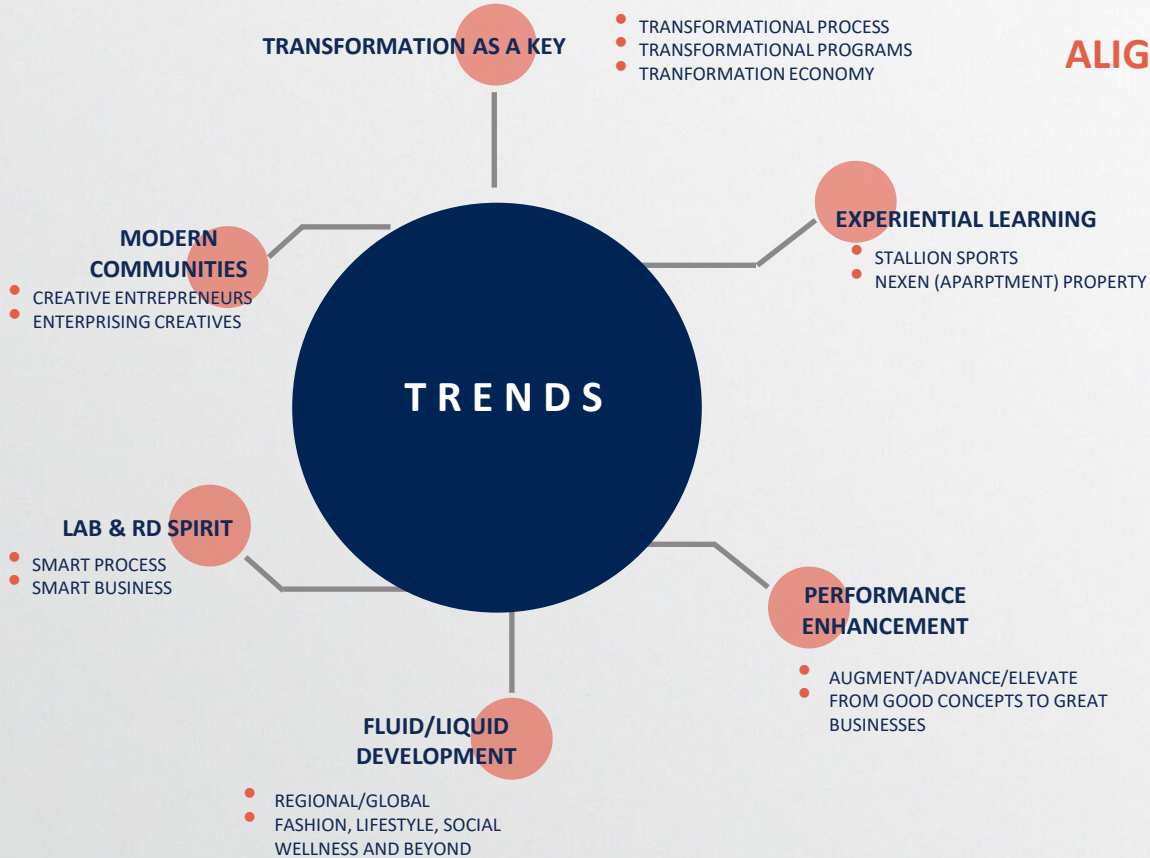 TRANSFORMATION AS A KEY
TRANSFORMATIONAL PROCESS
TRANSFORMATIONAL PROGRAMS
TRANFORMATION ECONOMY
ALIG
EXPERIENTIAL LEARNING
STALLION SPORTS
NEXEN (APARPTMENT) PROPERTY
MODERN
COMMUNITIES
CREATIVE ENTREPRENEURS
ENTERPRISING CREATIVES
TRENDS
LAB & RD SPIRIT
SMART PROCESS
SMART BUSINESS
PERFORMANCE
ENHANCEMENT
AUGMENT/ADVANCE/ELEVATE
FROM GOOD CONCEPTS TO GREAT
BUSINESSES
FLUID/LIQUID
DEVELOPMENT
REGIONAL/GLOBAL
FASHION, LIFESTYLE, SOCIAL
WELLNESS AND BEYOND